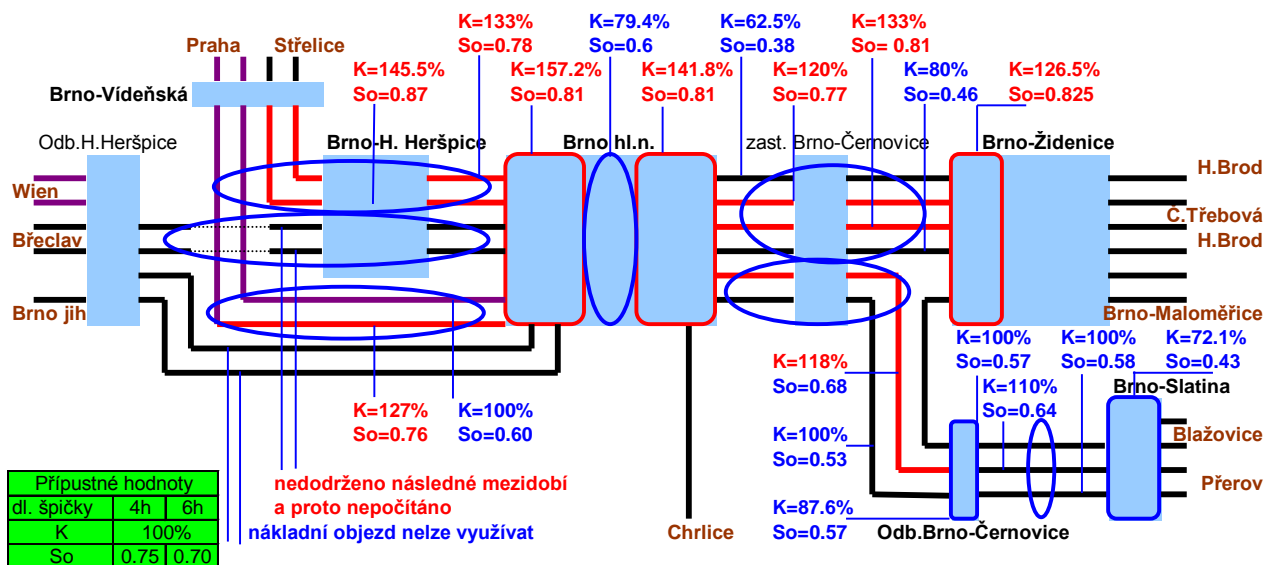 K=133%
So=0.78
K=79.4%
So=0.6
K=62.5%
So=0.38
K=133%
So= 0.81
Praha
Střelice
K=145.5%
So=0.87
K=157.2%
So=0.81
K=141.8%
So=0.81
K=120%
So=0.77
K=80%
So=0.46
K=126.5%
So=0.825
Brno-Vídeňská
Odb.H.Heršpice
Brno-H. Heršpice
Brno hl.n.
zast. Brno-Černovice
Brno-Židenice
H.Brod
Wien
Č.Třebová
Břeclav
H.Brod
Brno jih
Brno-Maloměřice
K=100%
So=0.57
K=100%
So=0.58
K=72.1%
So=0.43
K=118%
So=0.68
K=110%
So=0.64
Brno-Slatina
K=127%
So=0.76
K=100%
So=0.60
K=100%
So=0.53
Blažovice
Přerov
Přípustné hodnoty
dl. špičky 4h 6h
K 100%
So 0.75 0.70
nedodrženo následné mezidobí
a proto nepočítáno
nákladní objezd nelze využívat
Chrlice
K=87.6%
So=0.57
Odb.Brno-Černovice